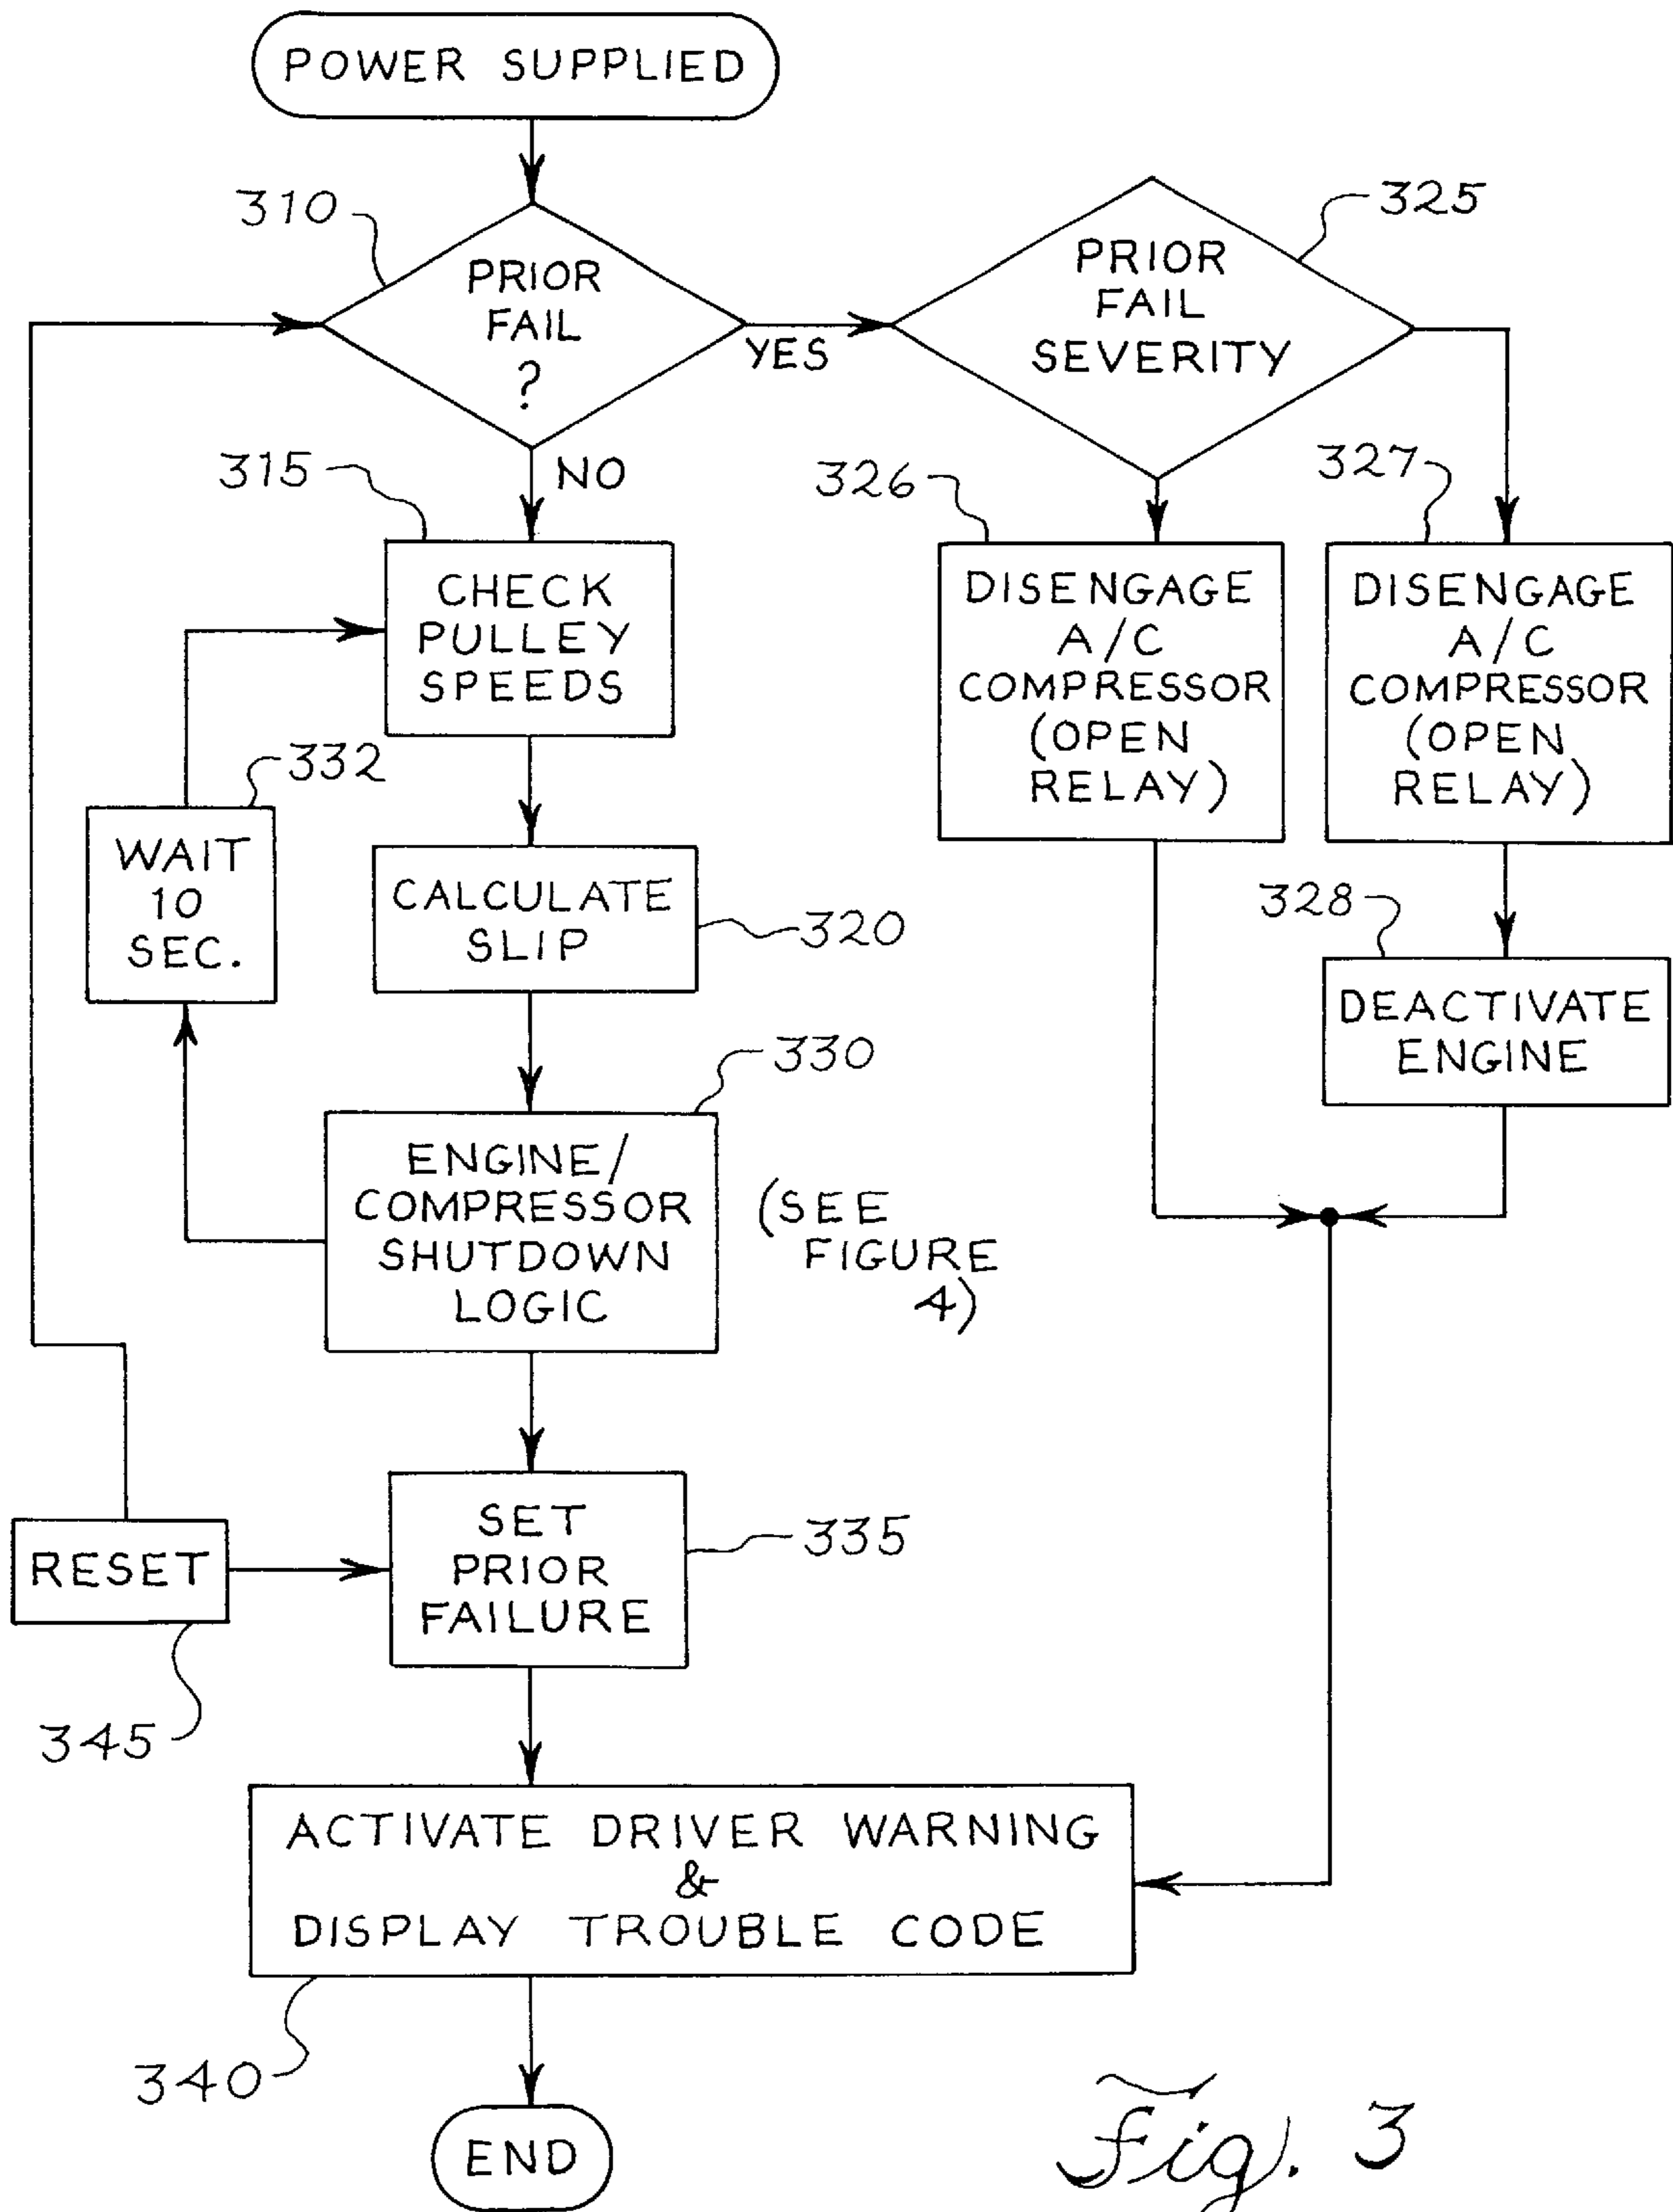 POWER SUPPLIED
310
PRIOR
FAIL
?
YES
NO
325
PRIOR
FAIL
SEVERITY
315
CHECK
PULLEY
SPEEDS
326
DISENGAGE
A/C
COMPRESSOR
(OPEN
RELAY)
327
DISENGAGE
A/C
COMPRESSOR
(OPEN
RELAY)
332
WAIT
10
SEC.
CALCULATE
SLIP
320
328
DEACTIVATE
ENGINE
330
ENGINE/
COMPRESSOR
SHUTDOWN
LOGIC
(SEE
FIGURE
4)
RESET
345
SET
PRIOR
FAILURE
335
ACTIVATE DRIVER WARNING
&
DISPLAY TROUBLE CODE
340
END
Fig. 3